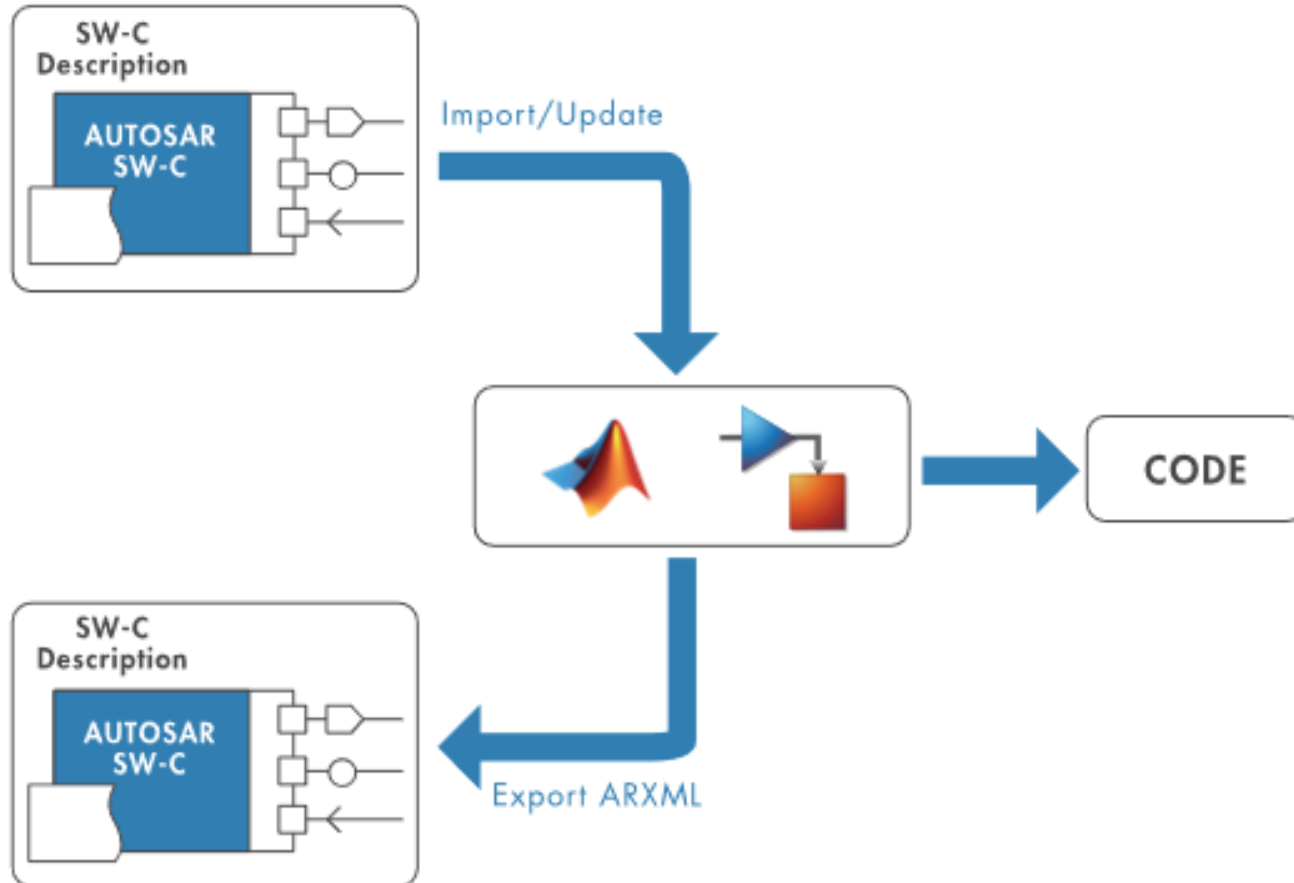 SW-C
Description
AUTOSAR
SW-C
Import/Update
CODE
SW-C
Description
AUTOSAR
SW-C
Export ARXML